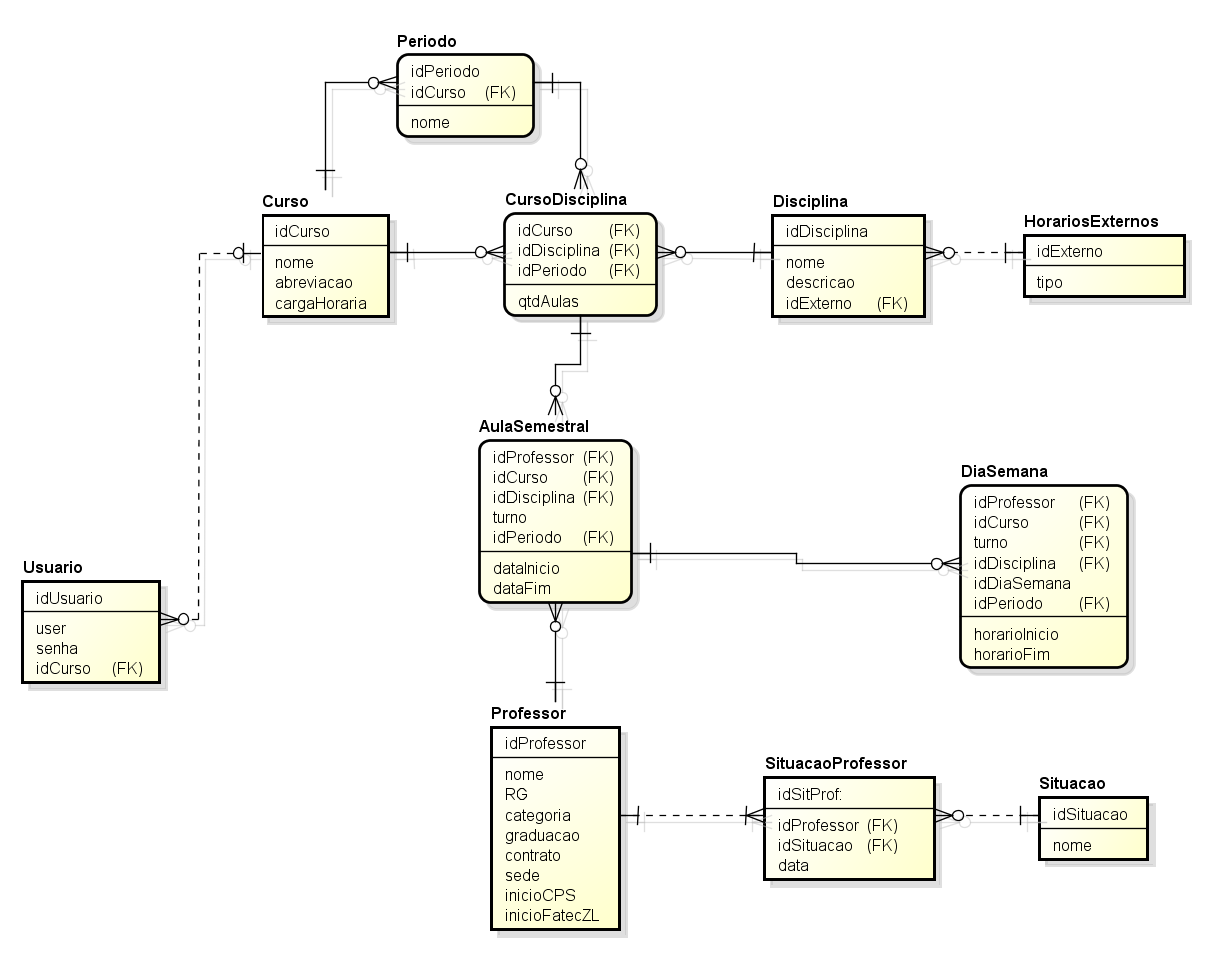 Periodo
idPeriodo
idCurso (FK)
nome
Curso
idCurso
nome
abreviacao
cargaHoraria
CursoDisciplina
idCurso (FK)
idDisciplina (FK)
idPeriodo (FK)
qtdAulas
Disciplina
idDisciplina
nome
descricao
idExterno (FK)
HorariosExternos
idExterno
tipo
AulaSemestral
idProfessor (FK)
idCurso (FK)
idDisciplina (FK)
turno
idPeriodo (FK)
dataInicio
dataFim
DiaSemana
idProfessor (FK)
idCurso (FK)
turno (FK)
idDisciplina (FK)
idDiaSemana
idPeriodo (FK)
horarioInicio
horarioFim
Usuario
idUsuario
user
senha
idCurso (FK)
Professor
idProfessor
nome
RG
categoria
graduacao
contrato
sede
inicioCPS
inicioFatecZL
SituacaoProfessor
idSitProf:
idProfessor (FK)
idSituacao (FK)
data
Situacao
idSituacao
nome